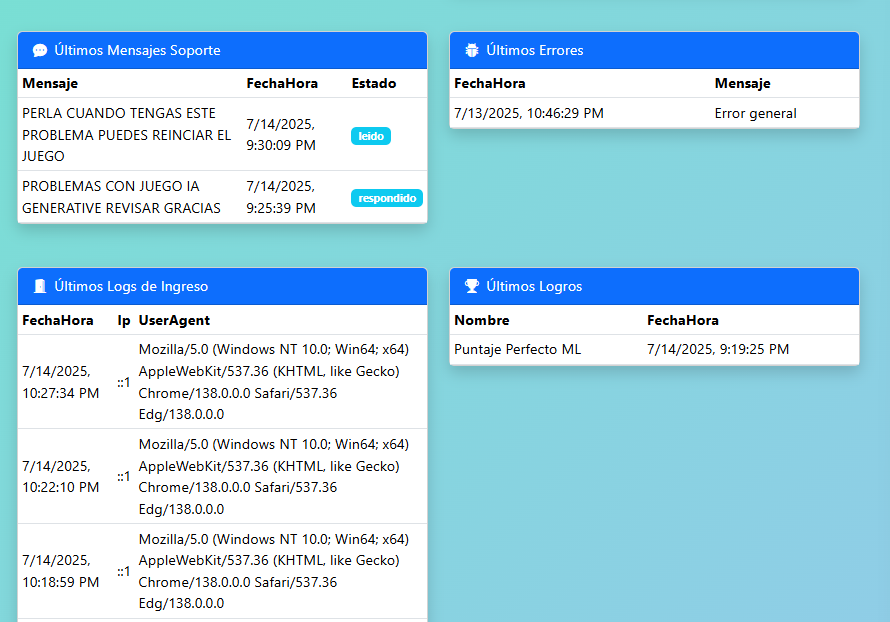 Últimos Mensajes Soporte
Mensaje FechaHora Estado
PERLA CUANDO TENGAS ESTE
PROBLEMA PUEDES REINCIAR EL
JUEGO
7/14/2025,
9:30:09 PM
leido
PROBLEMAS CON JUEGO IA
GENERATIVE REVISAR GRACIAS
7/14/2025,
9:25:39 PM
respondido
Últimos Errores
FechaHora Mensaje
7/13/2025, 10:46:29 PM Error general
Últimos Logs de Ingreso
FechaHora Ip UserAgent
7/14/2025,
10:27:34 PM
::1
Mozilla/5.0 (Windows NT 10.0; Win64; x64)
AppleWebKit/537.36 (KHTML, like Gecko)
Chrome/138.0.0.0 Safari/537.36
Edg/138.0.0.0
7/14/2025,
10:22:10 PM
::1
Mozilla/5.0 (Windows NT 10.0; Win64; x64)
AppleWebKit/537.36 (KHTML, like Gecko)
Chrome/138.0.0.0 Safari/537.36
Edg/138.0.0.0
7/14/2025,
10:18:59 PM
::1
Mozilla/5.0 (Windows NT 10.0; Win64; x64)
AppleWebKit/537.36 (KHTML, like Gecko)
Chrome/138.0.0.0 Safari/537.36
Edg/138.0.0.0
Últimos Logros
Nombre FechaHora
Puntaje Perfecto ML 7/14/2025, 9:19:25 PM